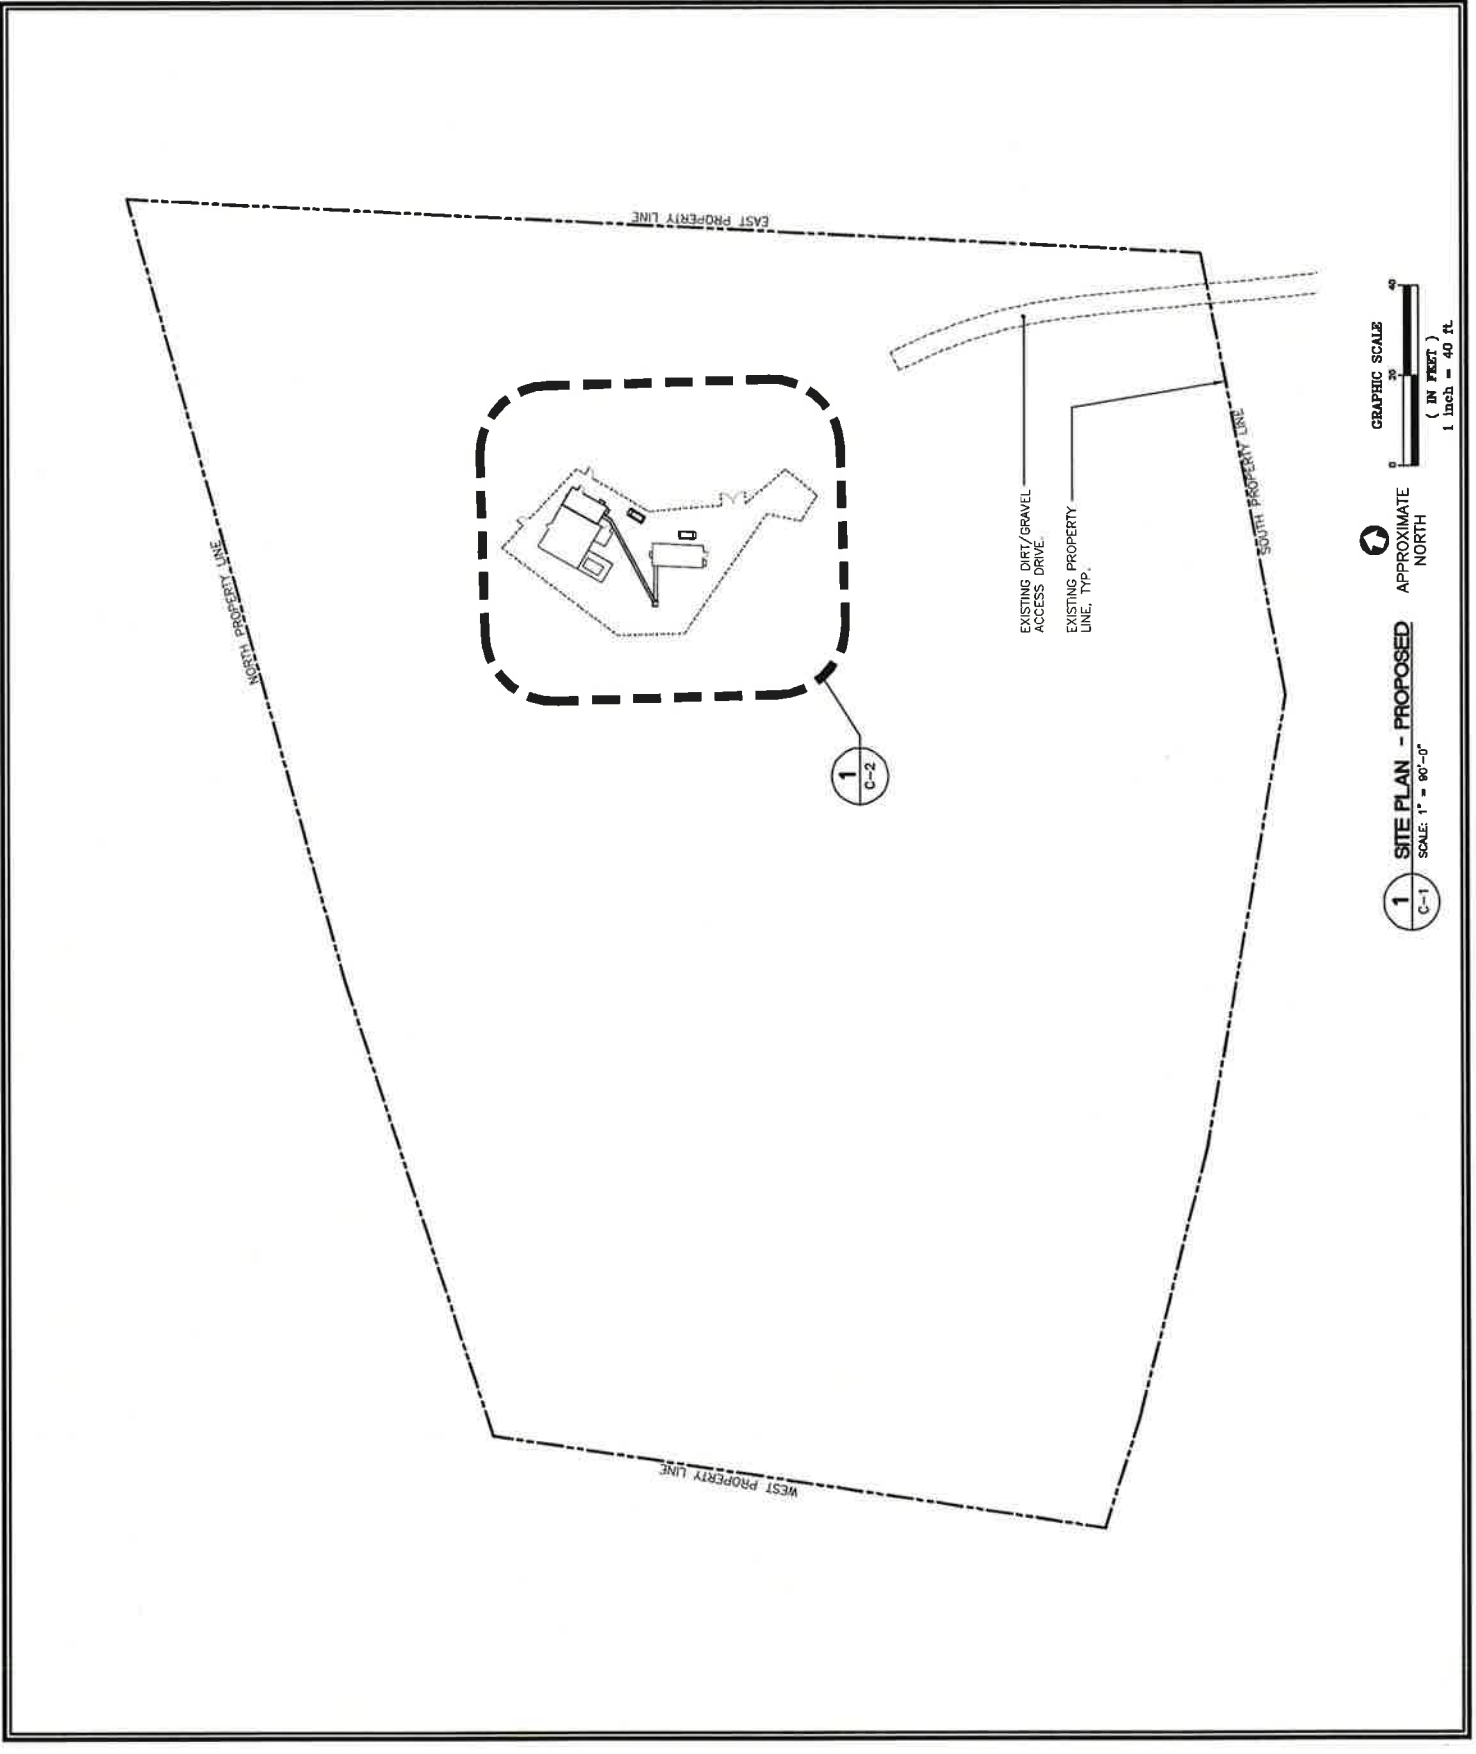 NORTH PROPERTY LINE
EAST PROPERTY LINE
WEST PROPERTY LINE
SOUTH PROPERTY LINE
1
C-2
EXISTING DIRT/GRAVEL
ACCESS DRIVE.
EXISTING PROPERTY
LINE, TYP.
1
C-1
SITE PLAN - PROPOSED
SCALE: 1" = 90'-0"
APPROXIMATE
NORTH
GRAPHIC SCALE
0 20 40
( IN FEET )
1 inch = 40 ft.